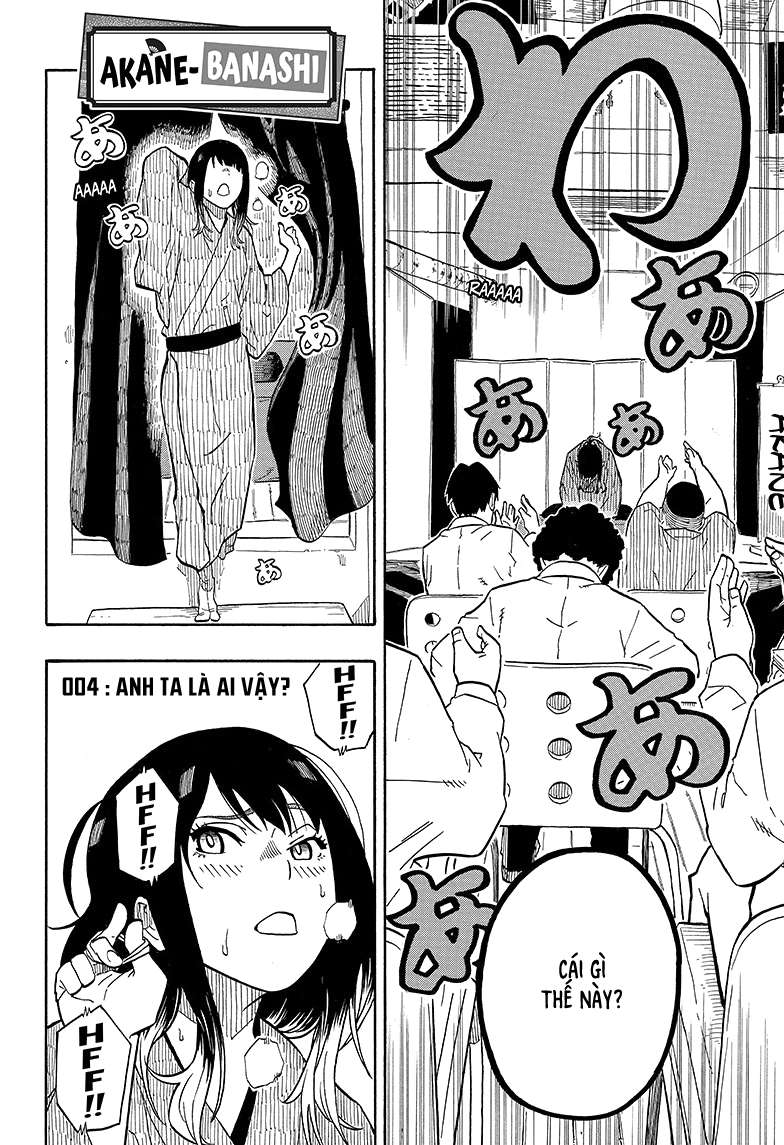 わ
あ
RAAAAA
あ
あ
AKANE
あ
あ
CÁI GÌ
THẾ NÀY?
AKANE-BANASHI
あ
AAAAA
あ
あ
あ
あ
004 : ANH TA LÀ AI VẬY?
HFF!!
HFF!!
HFF!!